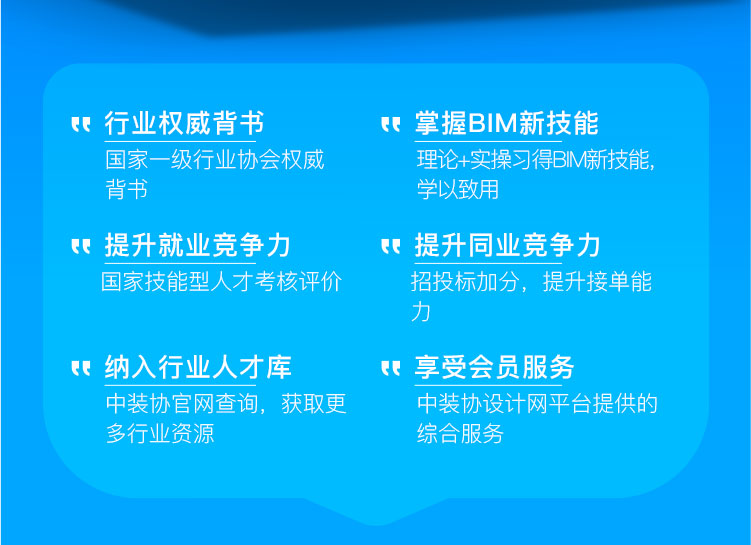 行业权威背书
国家一级行业协会权威
背书
掌握BIM新技能
理论+实操习得BIM新技能,
学以致用
提升就业竞争力
国家技能型人才考核评价
提升同业竞争力
招投标加分，提升接单能
力
纳入行业人才库
中装协官网查询，获取更
多行业资源
享受会员服务
中装协设计网平台提供的
综合服务